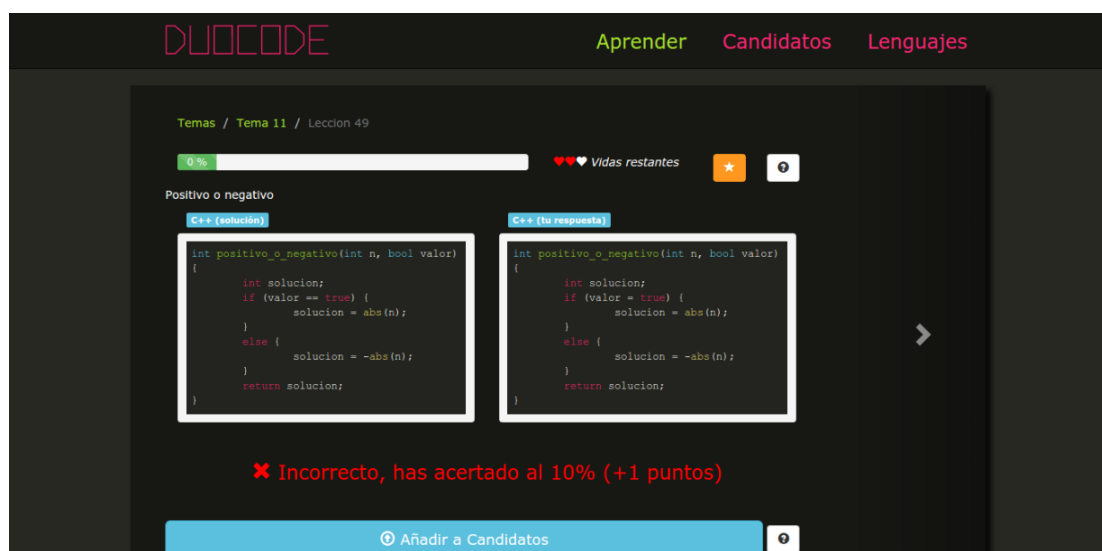 DUOCODE
Aprender Candidatos Lenguajes
Temas / Tema 11 / Leccion 49
0 %
Vidas restantes
Positivo o negativo
C++ (solución)
int positivo_o_negativo(int n, bool valor)
{
int solucion;
if (valor == true) {
solucion = abs(n);
}
else {
solucion = -abs(n);
}
return solucion;
}
C++ (tu respuesta)
int positivo_o_negativo(int n, bool valor)
{
int solucion;
if (valor = true) {
solucion = abs(n);
}
else {
solucion = -abs(n);
}
return solucion;
}
Incorrecto, has acertado al 10% (+1 puntos)
Añadir a Candidatos